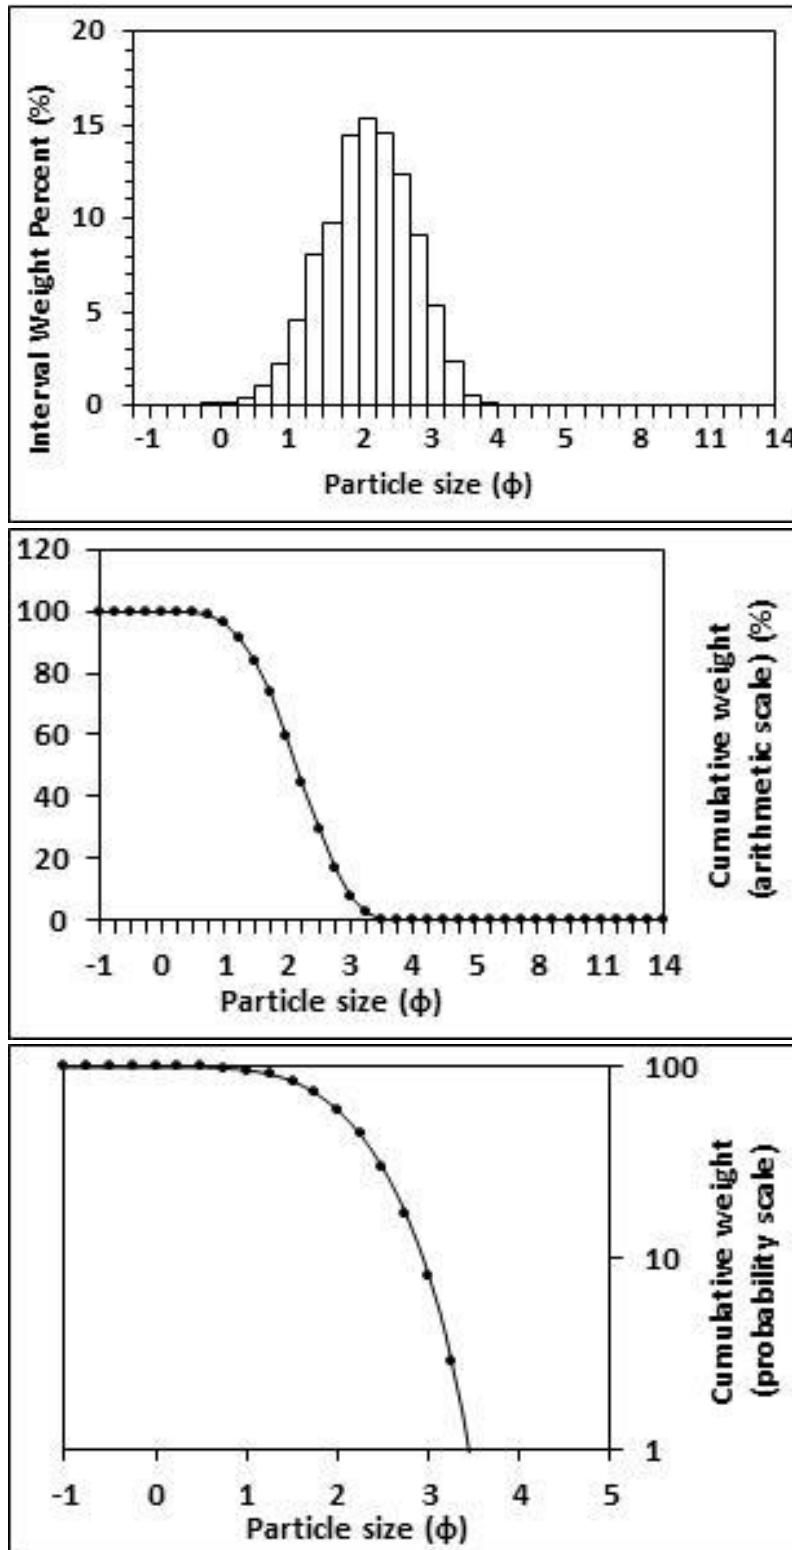 20
15
10
5
0
Interval Weight Percent (%)
-1 0 1 2 3 4 5 8 11 14
Particle size (ϕ)
120
100
80
60
40
20
0
Cumulative weight
(arithmetic scale) (%)
-1 0 1 2 3 4 5 8 11 14
Particle size (ϕ)
100
10
1
Cumulative weight
(probability scale)
-1 0 1 2 3 4 5
Particle size (ϕ)